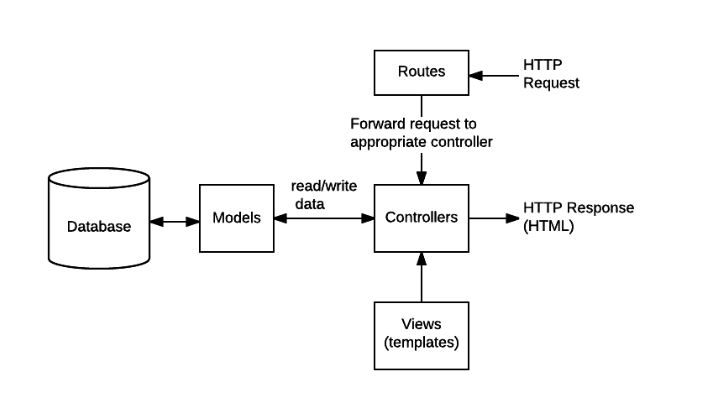 Routes
HTTP
Request
Forward request to
appropriate controller
read/write
data
Database
Models
Controllers
HTTP Response
(HTML)
Views
(templates)